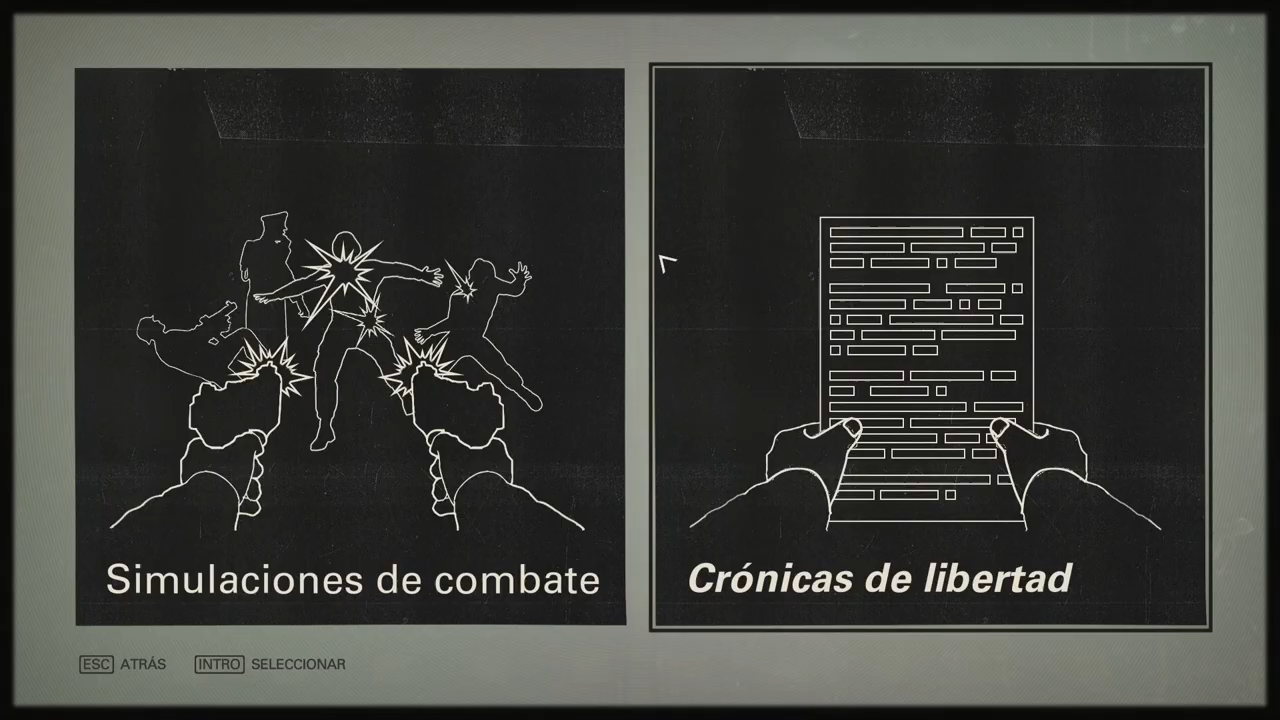 Simulaciones de combate
Crónicas de libertad
ESC ATRÁS INTRO SELECCIONAR